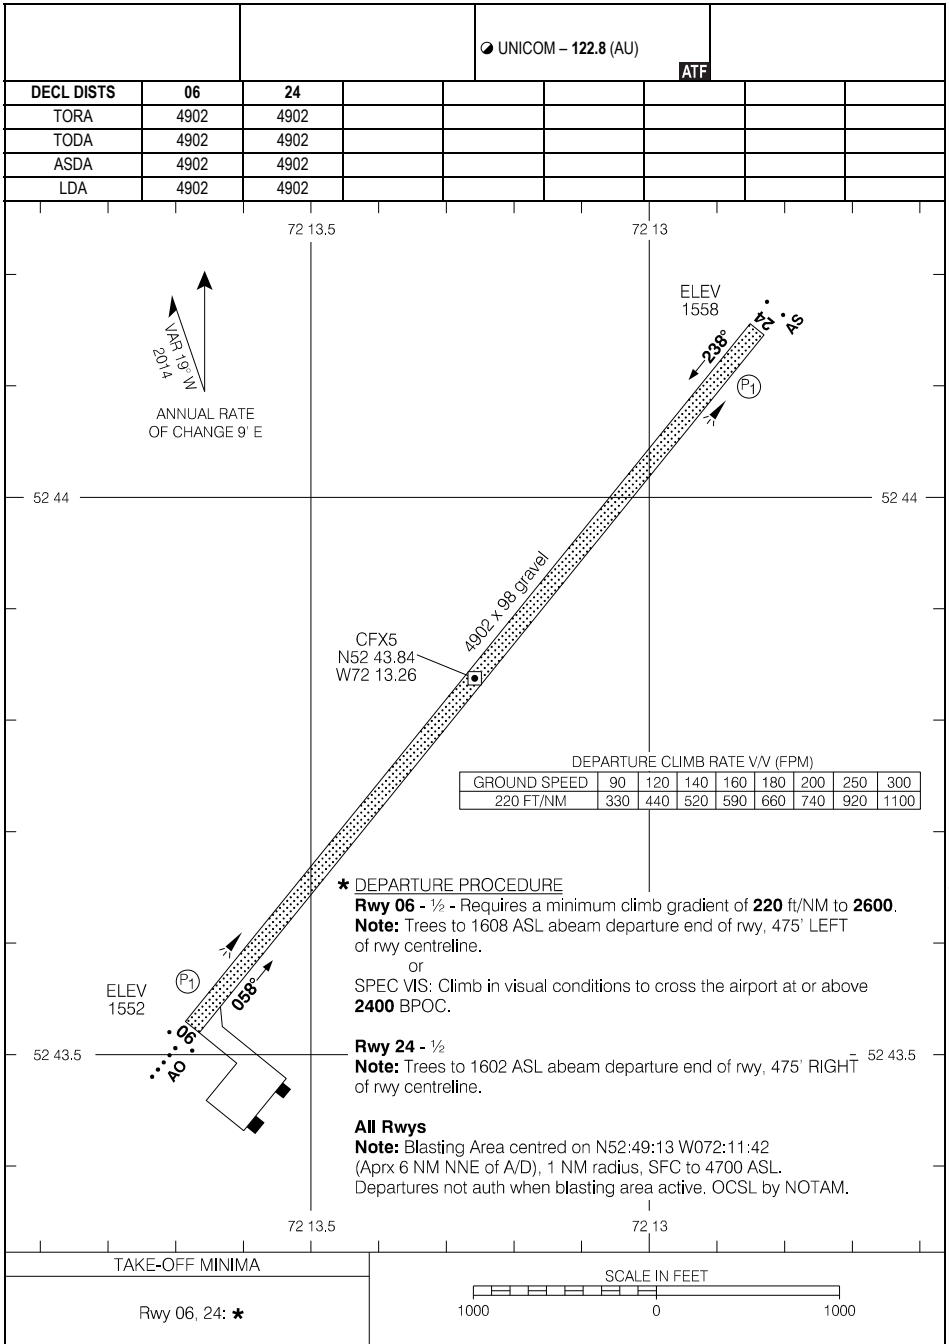 UNICOM – 122.8 (AU)
ATF
DECL DISTS 06 24
TORA 4902 4902
TODA 4902 4902
ASDA 4902 4902
LDA 4902 4902
72 13.5 72 13
ELEV
1558
24
AS
238°
P1
VAR 19° W
2014
ANNUAL RATE
OF CHANGE 9' E
52 44 52 44
4902 x 98 gravel
CFX5
N52 43.84
W72 13.26
DEPARTURE CLIMB RATE V/V (FPM)
GROUND SPEED 90 120 140 160 180 200 250 300
220 FT/NM 330 440 520 590 660 740 920 1100
* DEPARTURE PROCEDURE
Rwy 06 - ½ - Requires a minimum climb gradient of 220 ft/NM to 2600.
Note: Trees to 1608 ASL abeam departure end of rwy, 475' LEFT
of rwy centreline.
or
SPEC VIS: Climb in visual conditions to cross the airport at or above
2400 BPOC.
P1
058°
ELEV
1552
06
AO
52 43.5 52 43.5
Rwy 24 - ½
Note: Trees to 1602 ASL abeam departure end of rwy, 475' RIGHT
of rwy centreline.
All Rwys
Note: Blasting Area centred on N52:49:13 W072:11:42
(Aprx 6 NM NNE of A/D), 1 NM radius, SFC to 4700 ASL.
Departures not auth when blasting area active. OCSL by NOTAM.
72 13.5 72 13
TAKE-OFF MINIMA
Rwy 06, 24: *
SCALE IN FEET
1000 0 1000